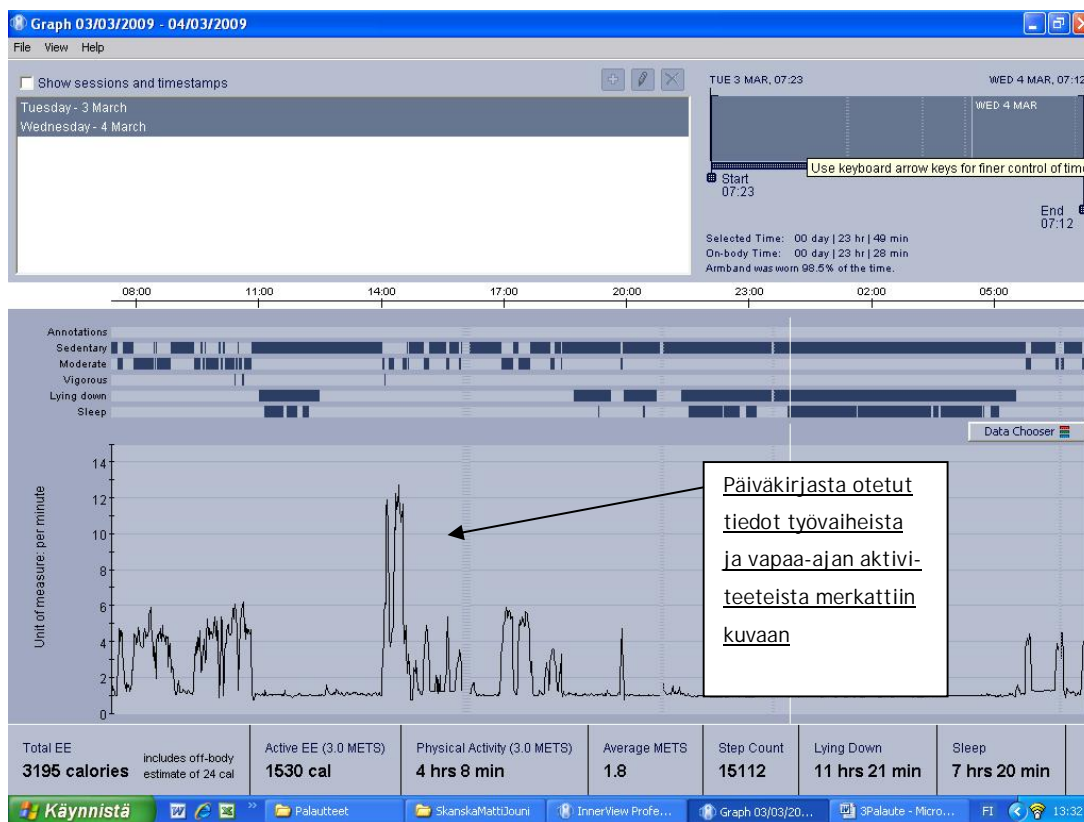 Graph 03/03/2009 - 04/03/2009
File View Help
Show sessions and timestamps
Tuesday - 3 March
Wednesday - 4 March
TUE 3 MAR, 07:23 WED 4 MAR, 07:12
WED 4 MAR
Use keyboard arrow keys for finer control of time
Start
07:23
End
07:12
Selected Time: 00 day | 23 hr | 49 min
On-body Time: 00 day | 23 hr | 28 min
Armband was worn 98.5% of the time.
08:00 11:00 14:00 17:00 20:00 23:00 02:00 05:00
Annotations
Sedentary
Moderate
Vigorous
Lying down
Sleep
Data Chooser
Unit of measure: per minute
14
12
10
8
6
4
2
0
Päiväkirjasta otetut
tiedot työvaiheista
ja vapaa-ajan aktivi-
teeteista merkattiin
kuvaan
Total EE
3195 calories
includes off-body
estimate of 24 cal
Active EE (3.0 METS)
1530 cal
Physical Activity (3.0 METS)
4 hrs 8 min
Average METS
1.8
Step Count
15112
Lying Down
11 hrs 21 min
Sleep
7 hrs 20 min
Käynnistä » Palautteet SkanskaMattiJouni InnerView Profe... Graph 03/03/20... 3Palaute - Micro... FI 13:32